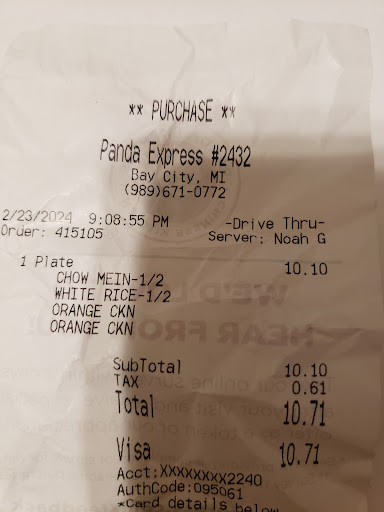 ** PURCHASE **
Panda Express #2432
Bay City, MI
(989)671-0772
2/23/2024 9:08:55 PM -Drive Thru-
Order: 415105 Server: Noah G
1 Plate 10.10
CHOW MEIN-1/2
WHITE RICE-1/2
ORANGE CKN
ORANGE CKN
SubTotal 10.10
TAX 0.61
Total 10.71
Visa 10.71
Acct:XXXXXXXX2240
AuthCode:095061
*Card details below